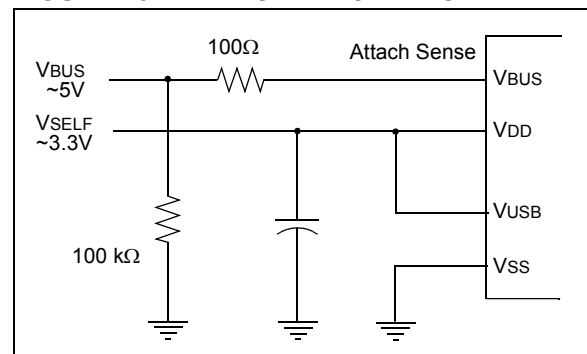 100Ω
Attach Sense
VBUS
~5V
VBUS
VSELF
~3.3V
VDD
VUSB
100 kΩ
VSS